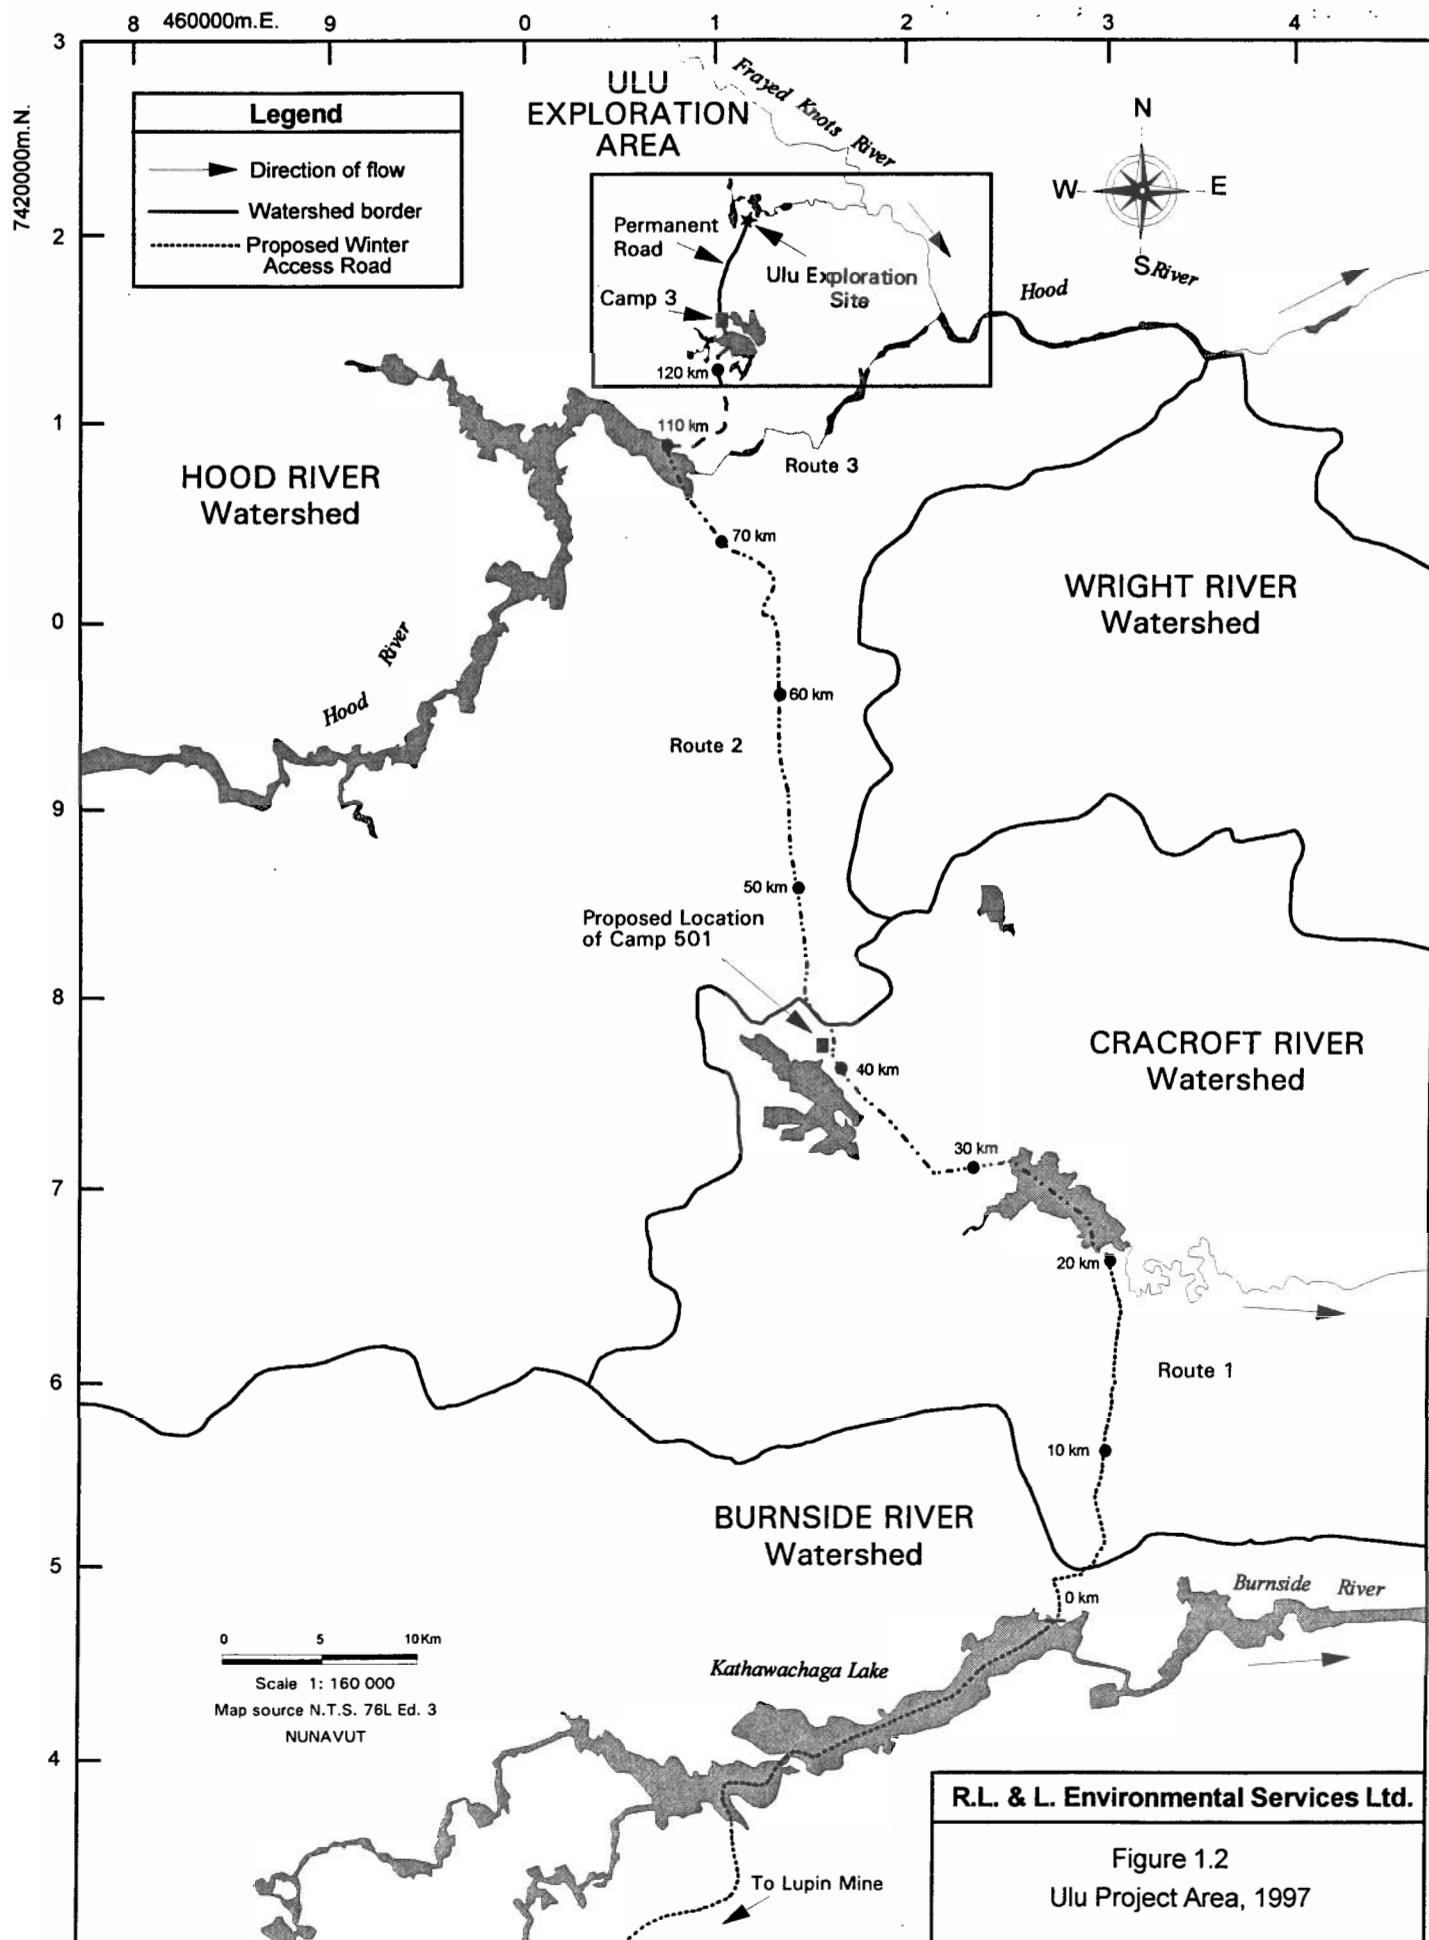 8 460000m.E. 9 0 1 2 3 4
3
7420000m.N.
Legend
Direction of flow
Watershed border
Proposed Winter
Access Road
ULU
EXPLORATION
AREA
Frayed Knots River
N
W E
S
2
Permanent
Road
Ulu Exploration
Site
Camp 3
120 km
Hood River
1
110 km
Route 3
HOOD RIVER
Watershed
70 km
WRIGHT RIVER
Watershed
0
Hood River
60 km
Route 2
9
50 km
Proposed Location
of Camp 501
8
40 km
CRACROFT RIVER
Watershed
30 km
7
20 km
Route 1
6
10 km
BURNSIDE RIVER
Watershed
5
0 km
Burnside River
0 5 10Km
Scale 1: 160 000
Map source N.T.S. 76L Ed. 3
NUNAVUT
Kathawachaga Lake
4
To Lupin Mine
R.L. & L. Environmental Services Ltd.
Figure 1.2
Ulu Project Area, 1997